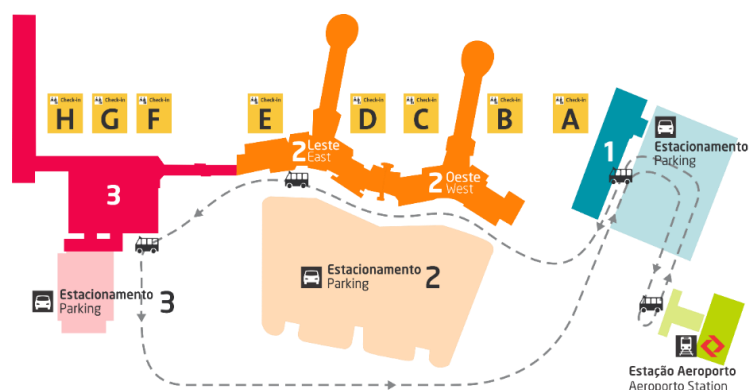 Check-in
H
Check-in
G
Check-in
F
Check-in
E
Check-in
D
Check-in
C
Check-in
B
Check-in
A
2 Leste
East
2 Oeste
West
1
Estacionamento
Parking
3
Estacionamento
Parking
3
Estacionamento
Parking
2
Estação Aeroporto
Aeroporto Station